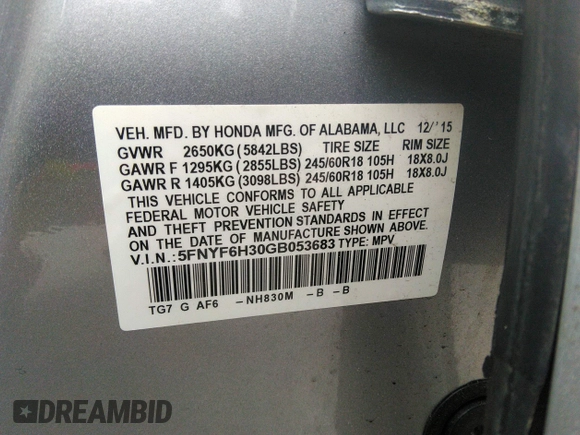 VEH. MFD. BY HONDA MFG. OF ALABAMA, LLC 12/'15
GVWR 2650KG (5842LBS) TIRE SIZE RIM SIZE
GAWR F 1295KG (2855LBS) 245/60R18 105H 18X8.0J
GAWR R 1405KG (3098LBS) 245/60R18 105H 18X8.0J
THIS VEHICLE CONFORMS TO ALL APPLICABLE
FEDERAL MOTOR VEHICLE SAFETY
AND THEFT PREVENTION STANDARDS IN EFFECT
ON THE DATE OF MANUFACTURE SHOWN ABOVE.
V.I.N.: 5FNYF6H30GB053683 TYPE: MPV
TG7 G AF6 -NH830M -B -B
DREAMBID